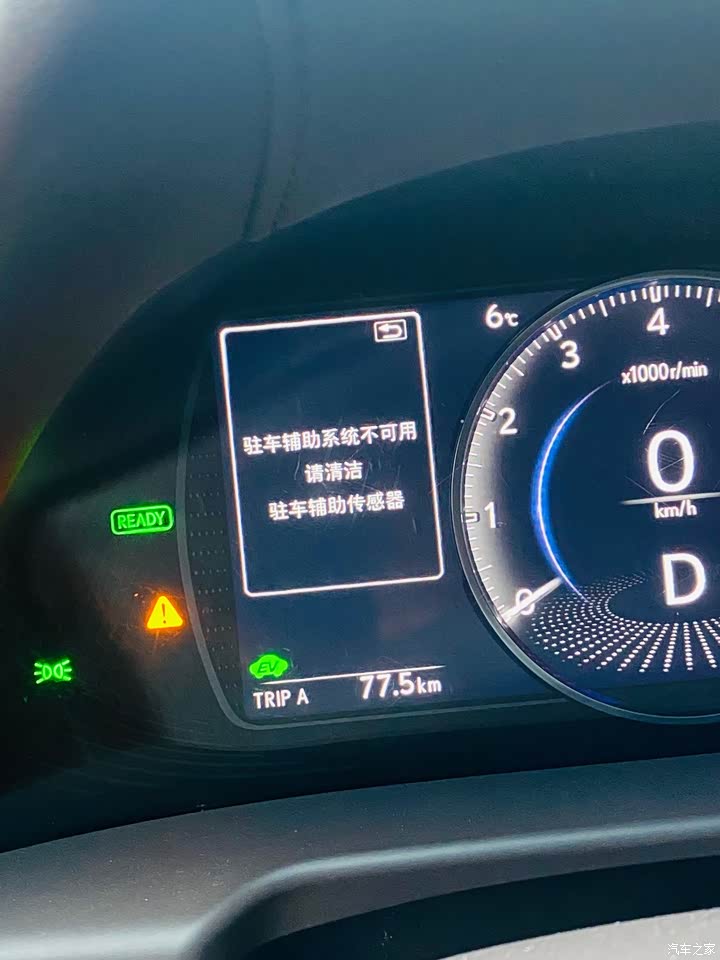 6℃
4
3
x1000r/min
2
驻车辅助系统不可用
请清洁
驻车辅助传感器
0
km/h
1
READY
D
0
EV
TRIP A 77.5km
汽车之家